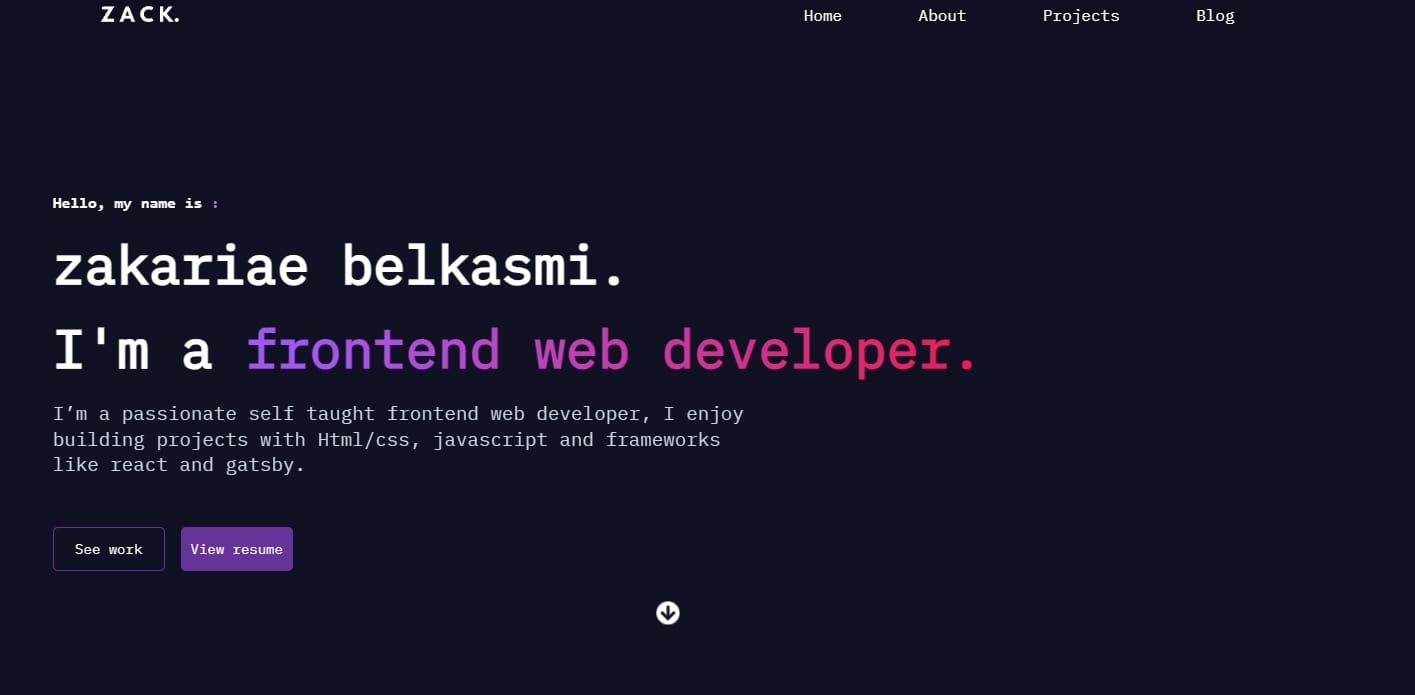 ZACK.
Home About Projects Blog
Hello, my name is :
zakariae belkasmi.
I'm a frontend web developer.
I’m a passionate self taught frontend web developer, I enjoy
building projects with Html/css, javascript and frameworks
like react and gatsby.
See work View resume